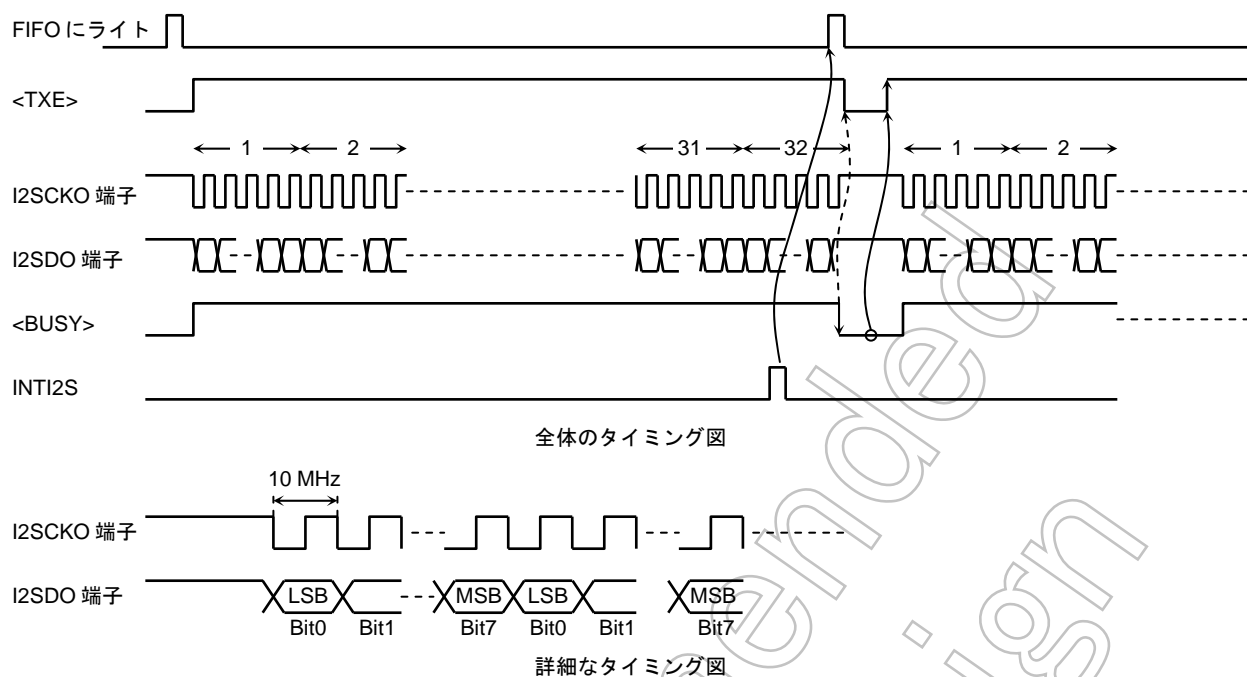 FIFO にライト
<TXE>
1 2 31 32 1 2
I2SCKO 端子
I2SDO 端子
<BUSY>
INTI2S
全体のタイミング図
10 MHz
I2SCKO 端子
I2SDO 端子
LSB MSB LSB MSB
Bit0 Bit1 Bit7 Bit0 Bit1 Bit7
詳細なタイミング図